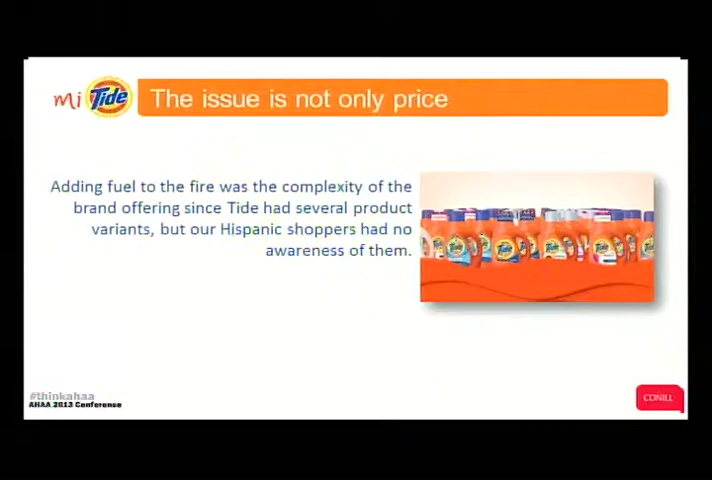 mi Tide
The issue is not only price
Adding fuel to the fire was the complexity of the
brand offering since Tide had several product
variants, but our Hispanic shoppers had no
awareness of them.
#thinkahaa
AHAA 2013 Conference
CONILL